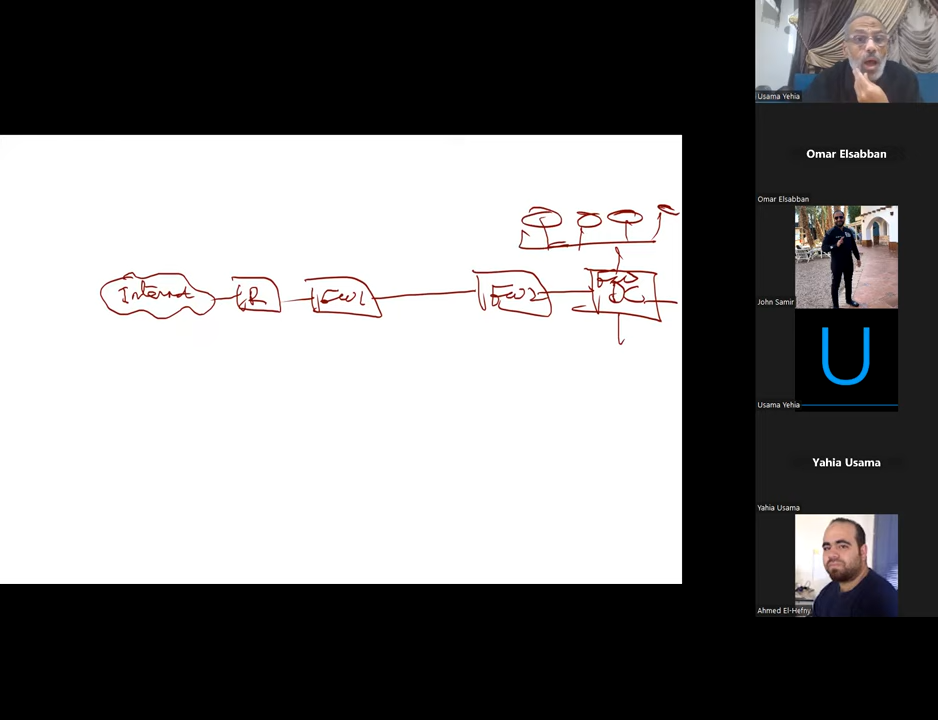 Internet
R
FW1
FW2
DC
Usama Yehia
Omar Elsabban
Omar Elsabban
John Samir
U
Usama Yehia
Yahia Usama
Yahia Usama
Ahmed El-Hefny